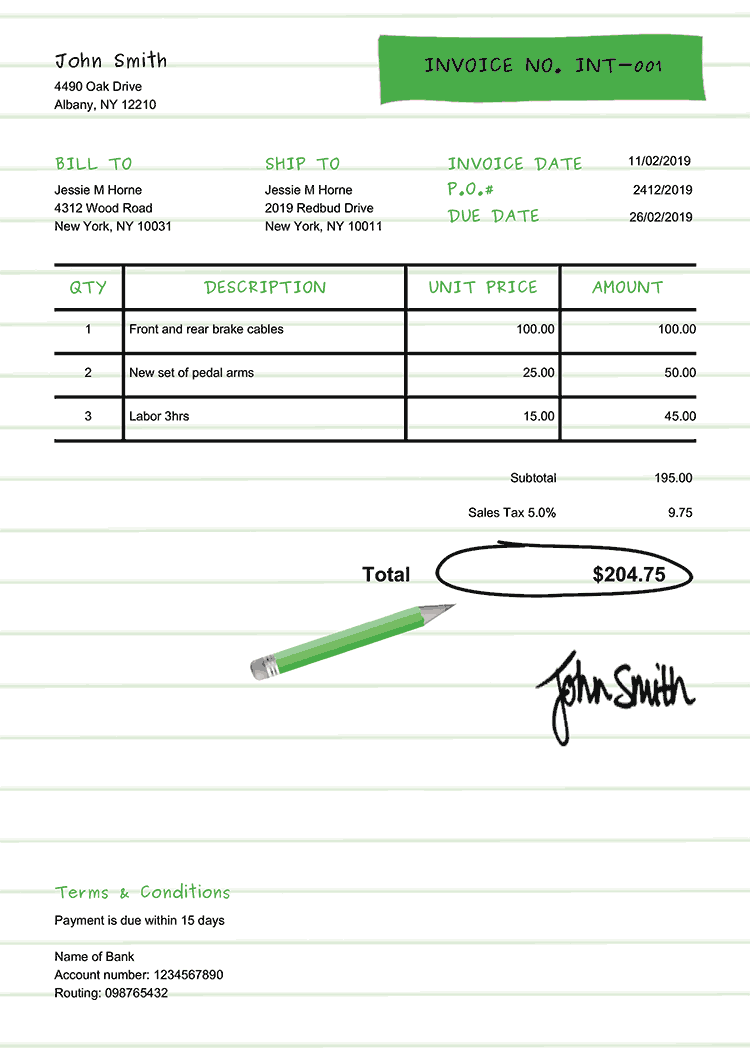 John Smith
4490 Oak Drive
Albany, NY 12210
INVOICE NO. INT-001
BILL TO
Jessie M Horne
4312 Wood Road
New York, NY 10031
SHIP TO
Jessie M Horne
2019 Redbud Drive
New York, NY 10011
INVOICE DATE 11/02/2019
P.O.# 2412/2019
DUE DATE 26/02/2019
QTY DESCRIPTION UNIT PRICE AMOUNT
1 Front and rear brake cables 100.00 100.00
2 New set of pedal arms 25.00 50.00
3 Labor 3hrs 15.00 45.00
Subtotal 195.00
Sales Tax 5.0% 9.75
Total $204.75
John Smith
Terms & Conditions
Payment is due within 15 days
Name of Bank
Account number: 1234567890
Routing: 098765432